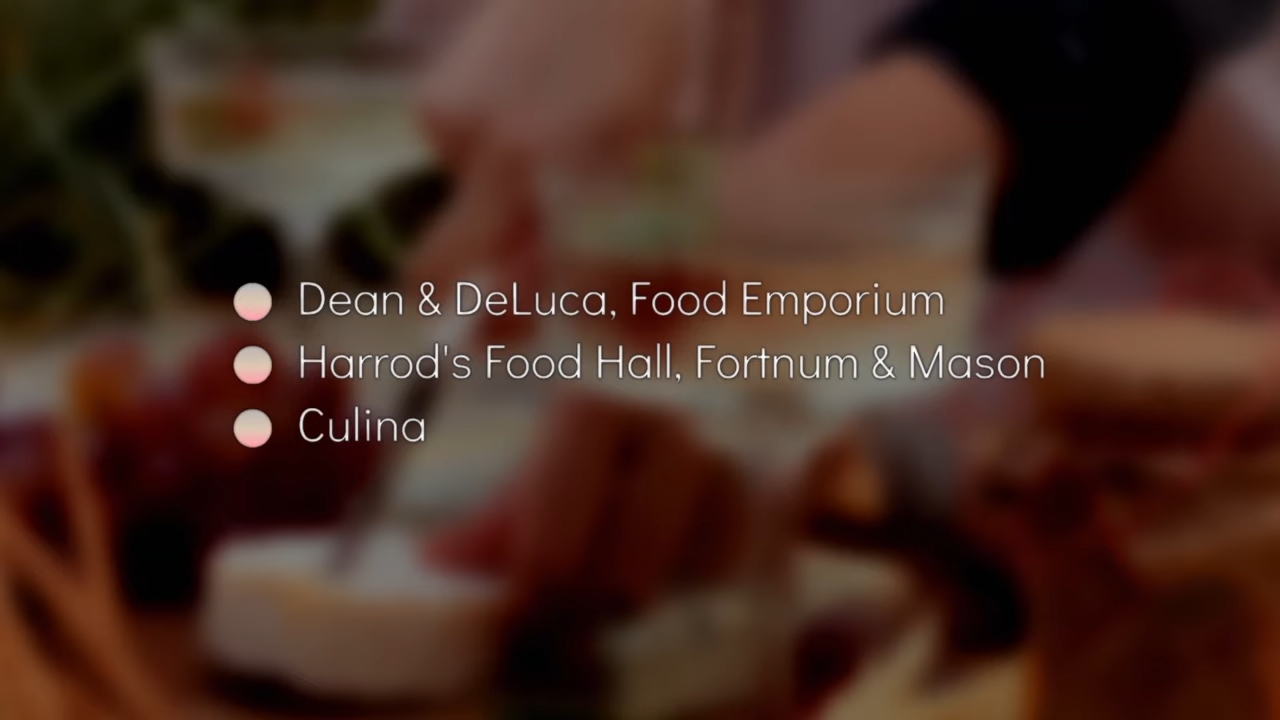 Dean & DeLuca, Food Emporium
Harrod's Food Hall, Fortnum & Mason
Culina